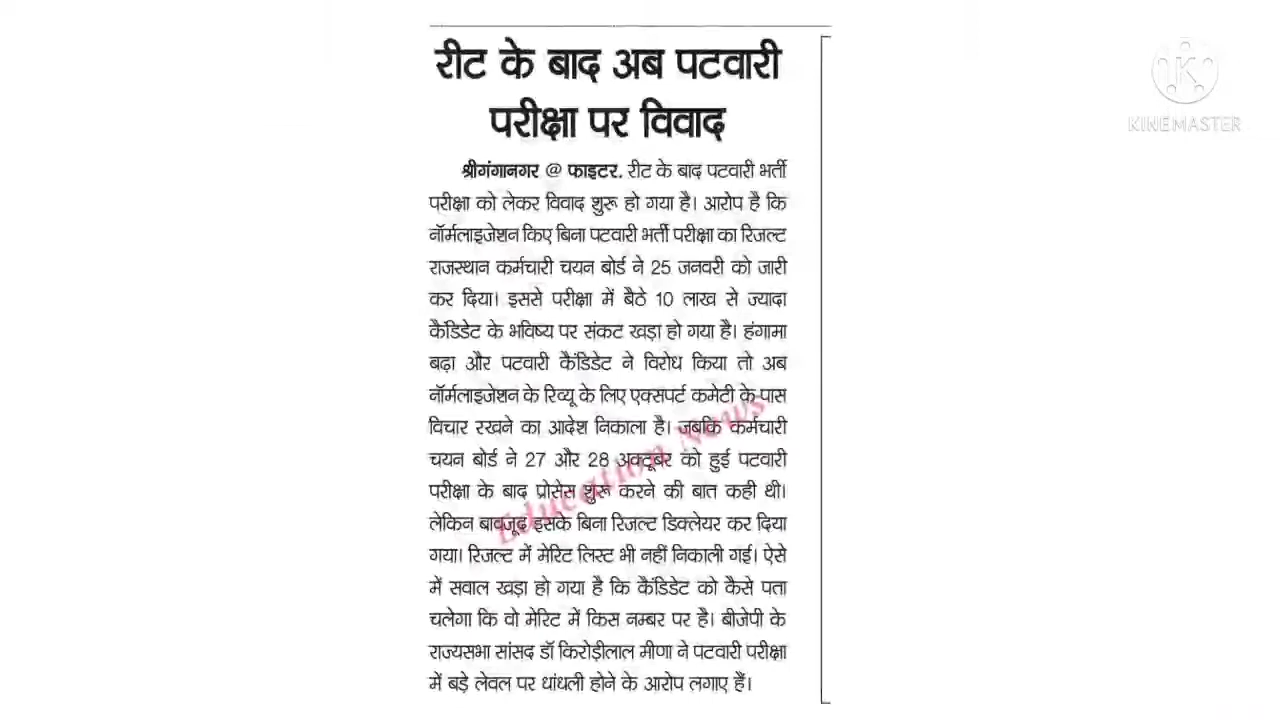 रीट के बाद अब पटवारी
परीक्षा पर विवाद
श्रीगंगानगर @ फाइटर. रीट के बाद पटवारी भर्ती
परीक्षा को लेकर विवाद शुरू हो गया है। आरोप है कि
नॉर्मलाइजेशन किए बिना पटवारी भर्ती परीक्षा का रिजल्ट
राजस्थान कर्मचारी चयन बोर्ड ने 25 जनवरी को जारी
कर दिया। इससे परीक्षा में बैठे 10 लाख से ज्यादा
कैंडिडेट के भविष्य पर संकट खड़ा हो गया है। हंगामा
बढ़ा और पटवारी कैंडिडेट ने विरोध किया तो अब
नॉर्मलाइजेशन के रिव्यू के लिए एक्सपर्ट कमेटी के पास
विचार रखने का आदेश निकाला है। जबकि कर्मचारी
चयन बोर्ड ने 27 और 28 अक्टूबर को हुई पटवारी
परीक्षा के बाद प्रोसेस शुरू करने की बात कही थी।
लेकिन बावजूद इसके बिना रिजल्ट डिक्लेयर कर दिया
गया। रिजल्ट में मेरिट लिस्ट भी नहीं निकाली गई। ऐसे
में सवाल खड़ा हो गया है कि कैंडिडेट को कैसे पता
चलेगा कि वो मेरिट में किस नम्बर पर है। बीजेपी के
राज्यसभा सांसद डॉ किरोड़ीलाल मीणा ने पटवारी परीक्षा
में बड़े लेवल पर धांधली होने के आरोप लगाए हैं।
Education News
K
KINEMASTER